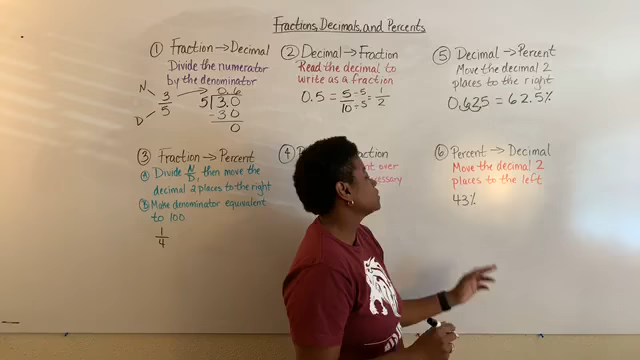 Fractions, Decimals, and Percents
① Fraction → Decimal
Divide the numerator
by the denominator
N
D
3/5
0.6
5)3.0
-30
0
② Decimal → Fraction
Read the decimal to
write as a fraction
0.5 = 5/10 ÷5/÷5 = 1/2
③ Fraction → Percent
ⓐ Divide N/D, then move the
decimal 2 places to the right
ⓑ Make denominator equivalent
to 100
1/4
④
over
⑤ Decimal → Percent
Move the decimal 2
places to the right
0.625 = 62.5%
⑥ Percent → Decimal
Move the decimal 2
places to the left
43%